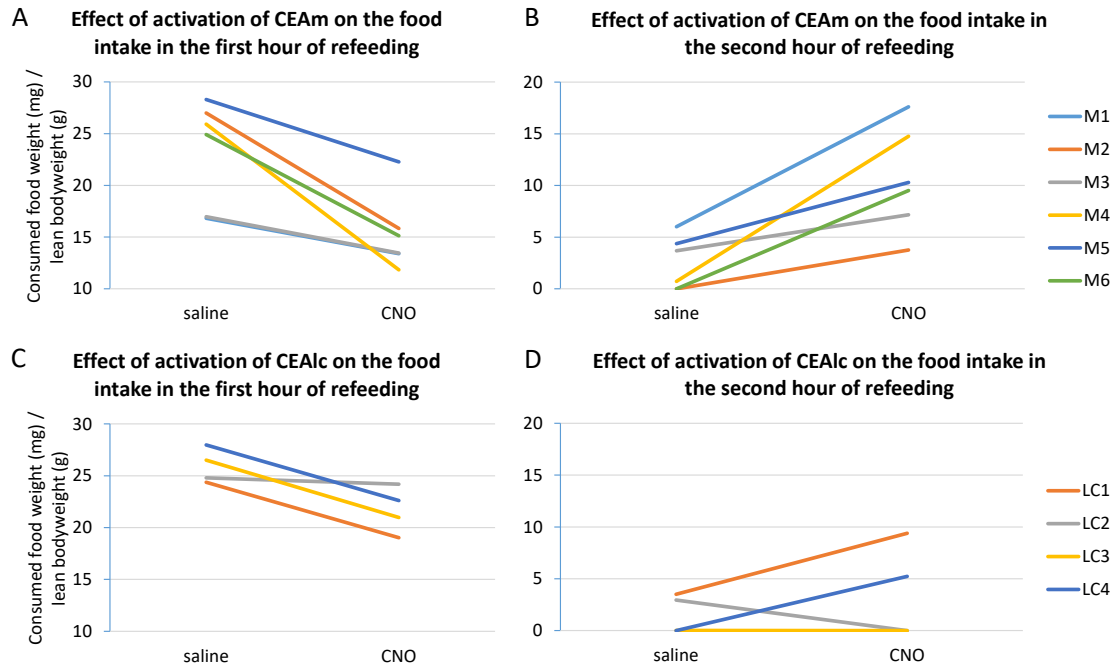 A
Effect of activation of CEAm on the food
intake in the first hour of refeeding
Consumed food weight (mg) /
lean bodyweight (g)
30
25
20
15
10
saline
CNO
B
Effect of activation of CEAm on the food intake in
the second hour of refeeding
20
15
10
5
0
saline
CNO
M1
M2
M3
M4
M5
M6
C
Effect of activation of CEAlc on the food
intake in the first hour of refeeding
Consumed food weight (mg) /
lean bodyweight (g)
30
25
20
15
10
saline
CNO
D
Effect of activation of CEAlc on the food intake in
the second hour of refeeding
20
15
10
5
0
saline
CNO
LC1
LC2
LC3
LC4